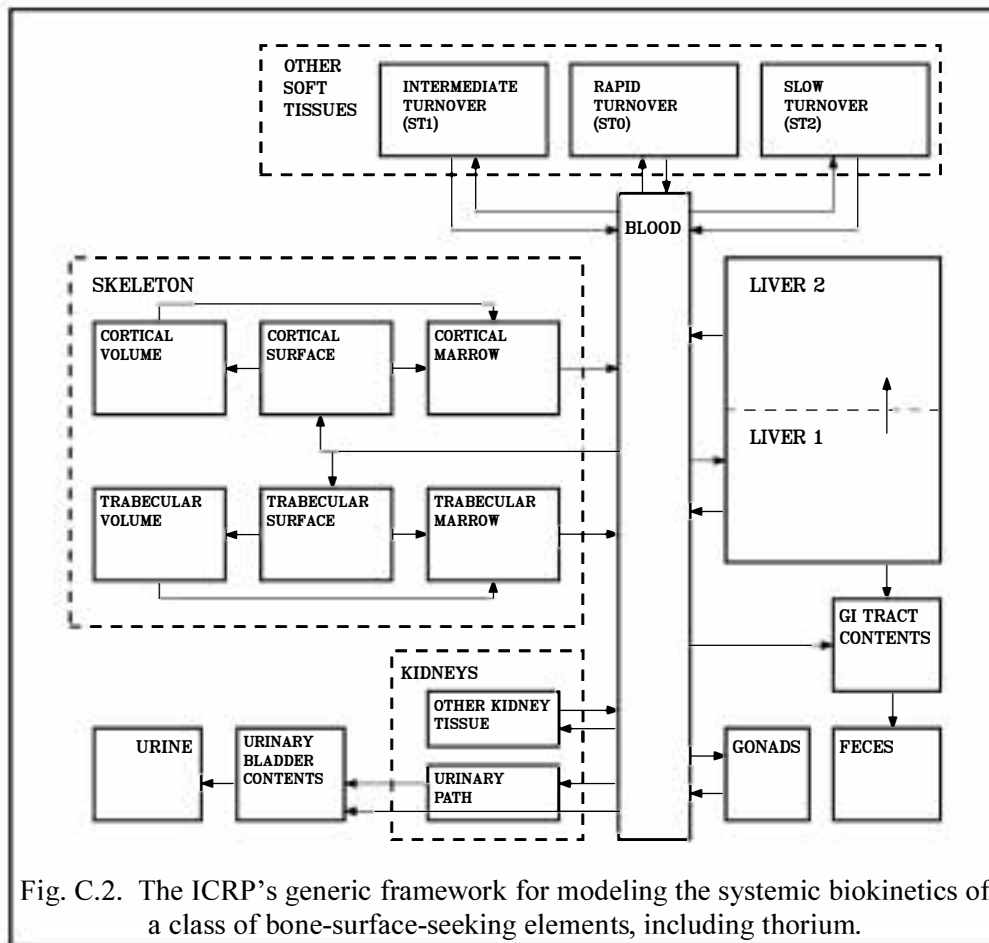 OTHER
SOFT
TISSUES
INTERMEDIATE
TURNOVER
(ST1)
RAPID
TURNOVER
(ST0)
SLOW
TURNOVER
(ST2)
BLOOD
SKELETON
CORTICAL
VOLUME
CORTICAL
SURFACE
CORTICAL
MARROW
TRABECULAR
VOLUME
TRABECULAR
SURFACE
TRABECULAR
MARROW
LIVER 2
LIVER 1
GI TRACT
CONTENTS
KIDNEYS
OTHER KIDNEY
TISSUE
URINE
URINARY
BLADDER
CONTENTS
URINARY
PATH
GONADS
FECES
Fig. C.2. The ICRP's generic framework for modeling the systemic biokinetics of
a class of bone-surface-seeking elements, including thorium.